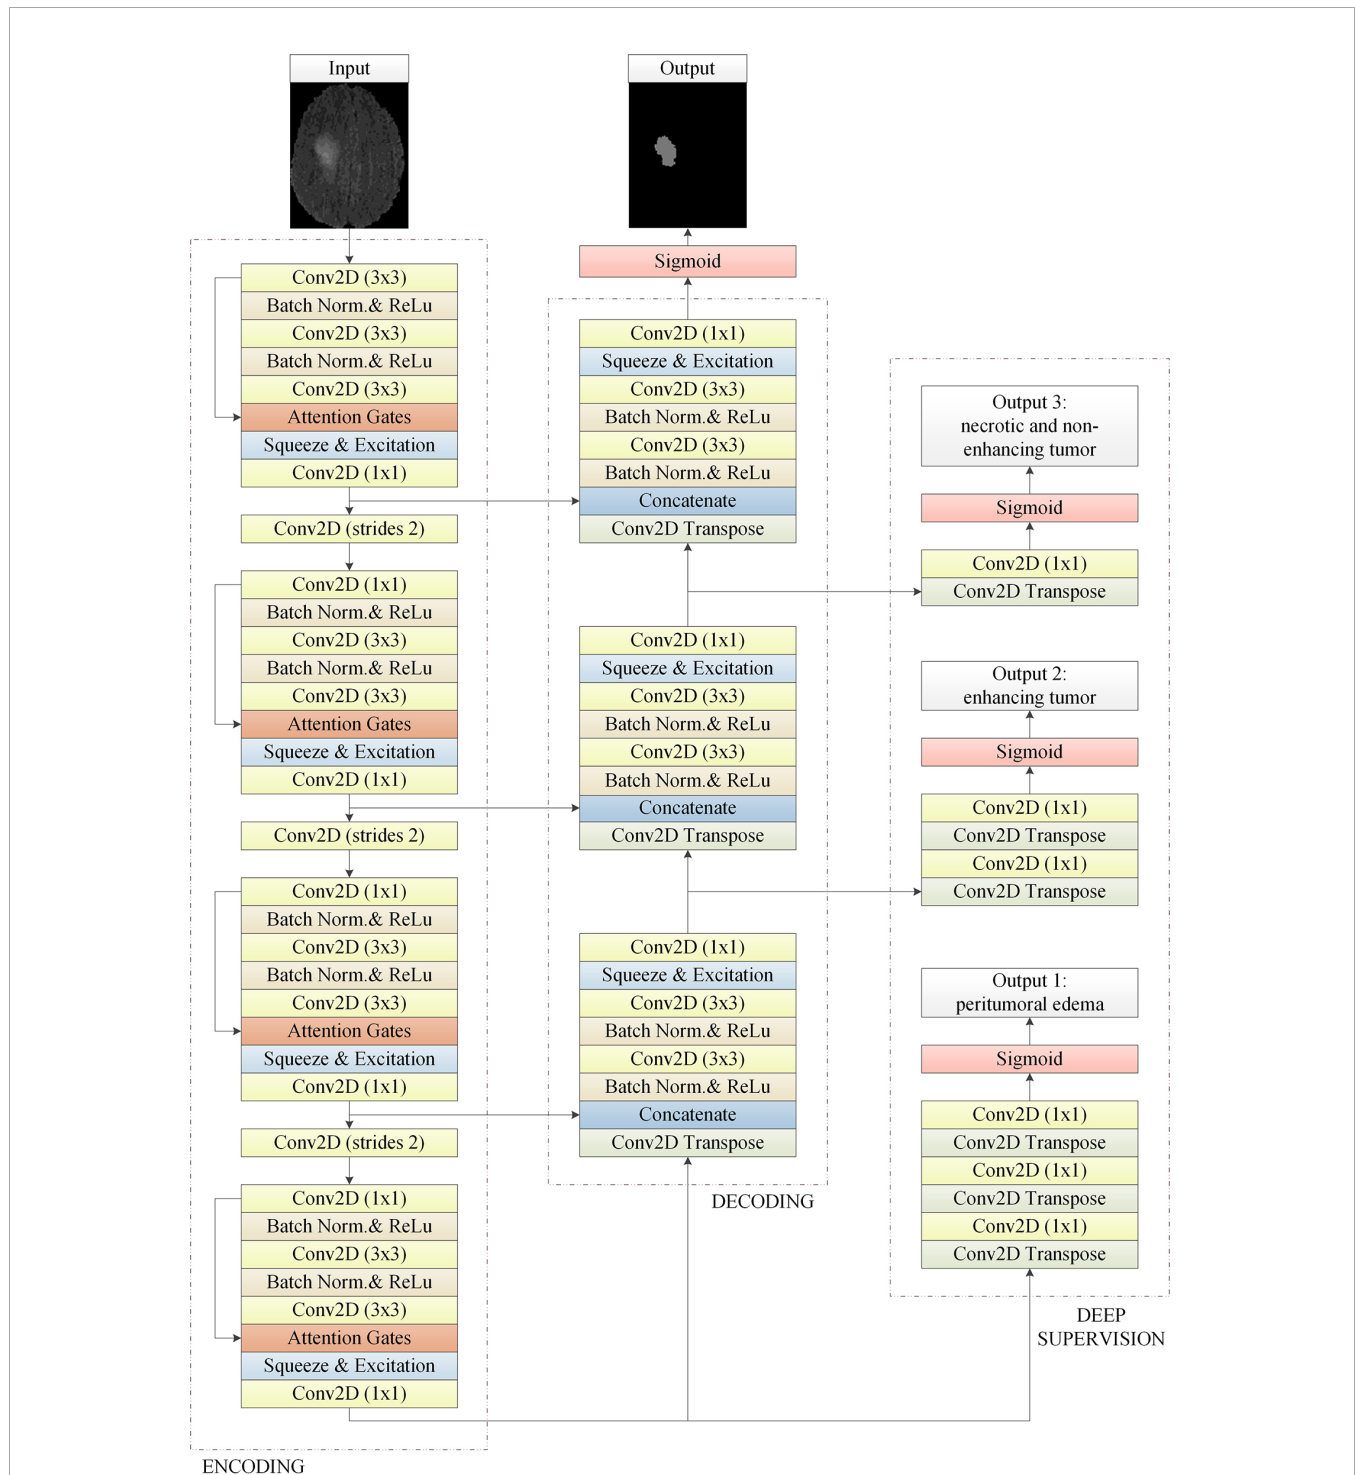 Input
Conv2D (3x3)
Batch Norm.& ReLu
Conv2D (3x3)
Batch Norm.& ReLu
Conv2D (3x3)
Attention Gates
Squeeze & Excitation
Conv2D (1x1)
Conv2D (strides 2)
Conv2D (1x1)
Batch Norm.& ReLu
Conv2D (3x3)
Batch Norm.& ReLu
Conv2D (3x3)
Attention Gates
Squeeze & Excitation
Conv2D (1x1)
Conv2D (strides 2)
Conv2D (1x1)
Batch Norm.& ReLu
Conv2D (3x3)
Batch Norm.& ReLu
Conv2D (3x3)
Attention Gates
Squeeze & Excitation
Conv2D (1x1)
Conv2D (strides 2)
Conv2D (1x1)
Batch Norm.& ReLu
Conv2D (3x3)
Batch Norm.& ReLu
Conv2D (3x3)
Attention Gates
Squeeze & Excitation
Conv2D (1x1)
ENCODING
Output
Sigmoid
Conv2D (1x1)
Squeeze & Excitation
Conv2D (3x3)
Batch Norm.& ReLu
Conv2D (3x3)
Batch Norm.& ReLu
Concatenate
Conv2D Transpose
Conv2D (1x1)
Squeeze & Excitation
Conv2D (3x3)
Batch Norm.& ReLu
Conv2D (3x3)
Batch Norm.& ReLu
Concatenate
Conv2D Transpose
Conv2D (1x1)
Squeeze & Excitation
Conv2D (3x3)
Batch Norm.& ReLu
Conv2D (3x3)
Batch Norm.& ReLu
Concatenate
Conv2D Transpose
DECODING
Output 3:
necrotic and non-
enhancing tumor
Sigmoid
Conv2D (1x1)
Conv2D Transpose
Output 2:
enhancing tumor
Sigmoid
Conv2D (1x1)
Conv2D Transpose
Conv2D (1x1)
Conv2D Transpose
Output 1:
peritumoral edema
Sigmoid
Conv2D (1x1)
Conv2D Transpose
Conv2D (1x1)
Conv2D Transpose
Conv2D (1x1)
Conv2D Transpose
DEEP
SUPERVISION